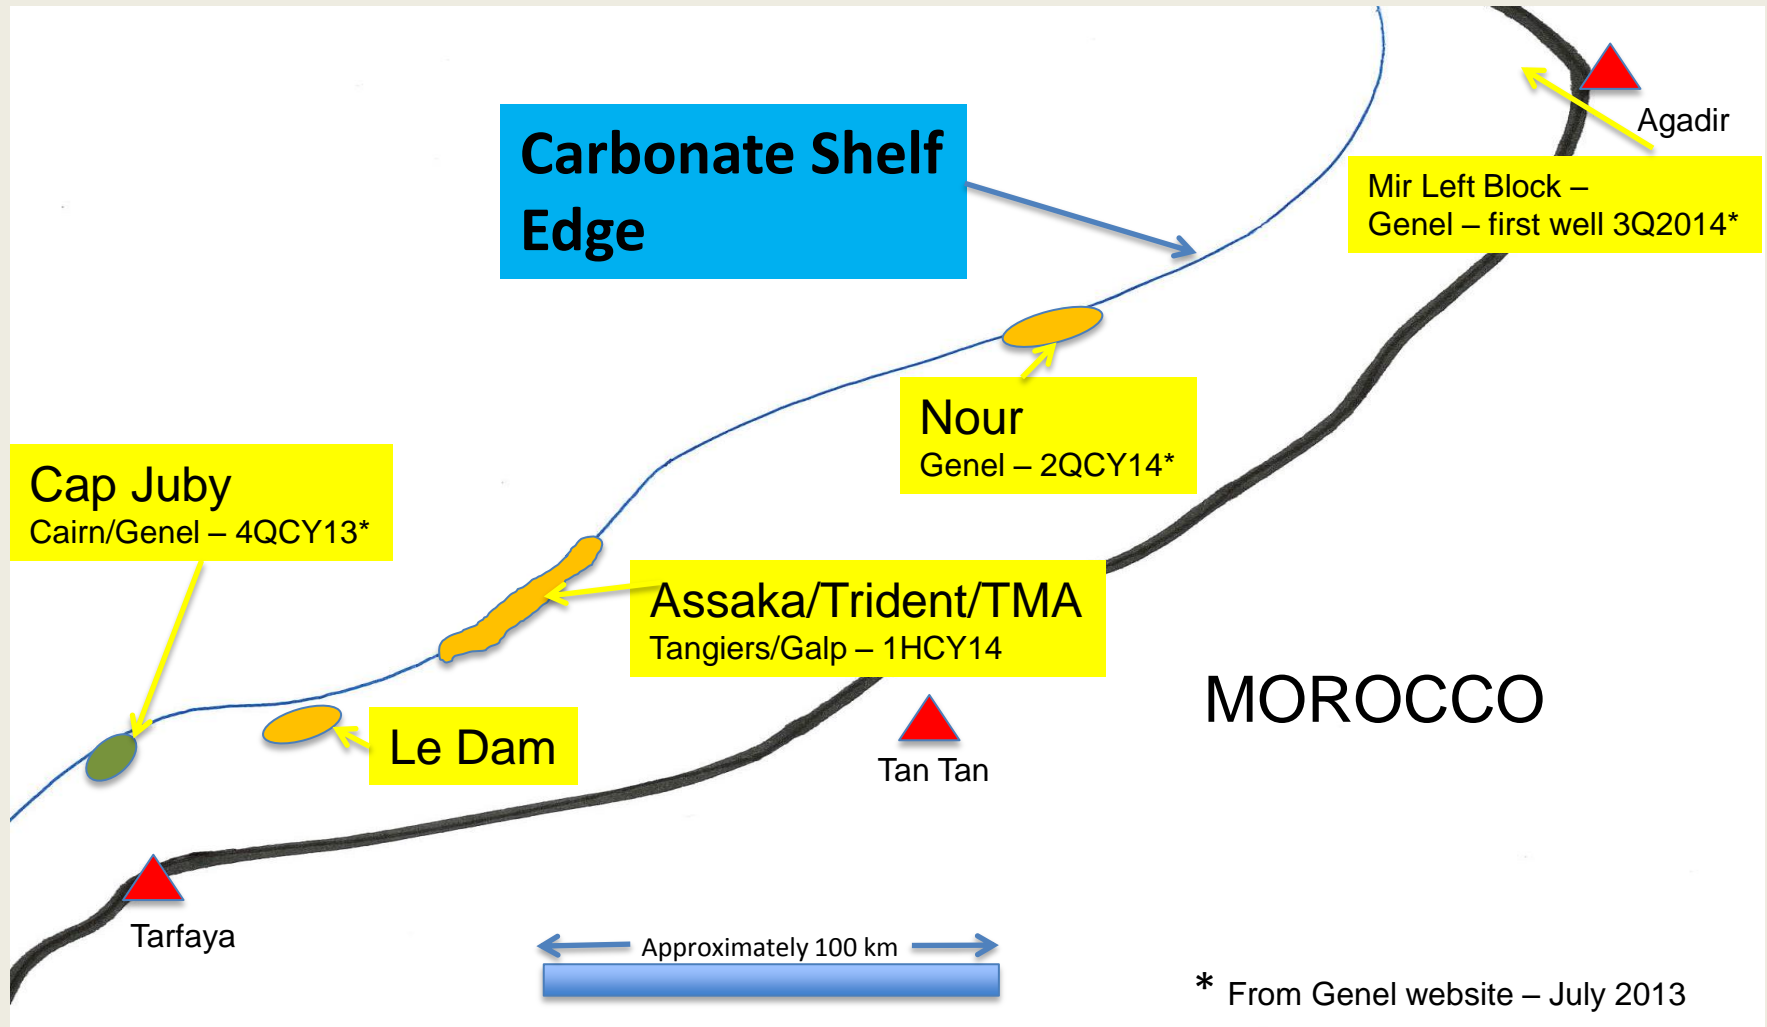 Carbonate Shelf
Edge
Agadir
Mir Left Block –
Genel – first well 3Q2014*
Nour
Genel – 2QCY14*
Cap Juby
Cairn/Genel – 4QCY13*
Assaka/Trident/TMA
Tangiers/Galp – 1HCY14
MOROCCO
Le Dam
Tan Tan
Tarfaya
Approximately 100 km
* From Genel website – July 2013